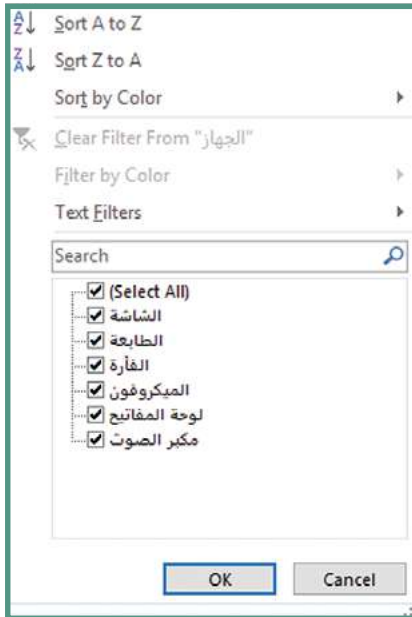 Sort A to Z
Sort Z to A
Sort by Color
Clear Filter From "الجهاز"
Filter by Color
Text Filters
Search
(Select All)
الشاشة
الطابعة
الفأرة
الميكروفون
لوحة المفاتيح
مكبر الصوت
OK
Cancel